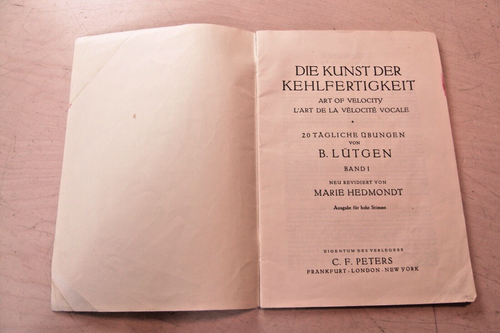 DIE KUNST DER
KEHLFERTIGKEIT
ART OF VELOCITY
L'ART DE LA VÉLOCITÉ VOCALE
20 TÄGLICHE ÜBUNGEN
VON
B. LÜTGEN
BAND I
NEU REVIDIERT VON
MARIE HEDMONDT
Ausgabe für hohe Stimme
EIGENTUM DES VERLEGERS
C. F. PETERS
FRANKFURT · LONDON · NEW YORK